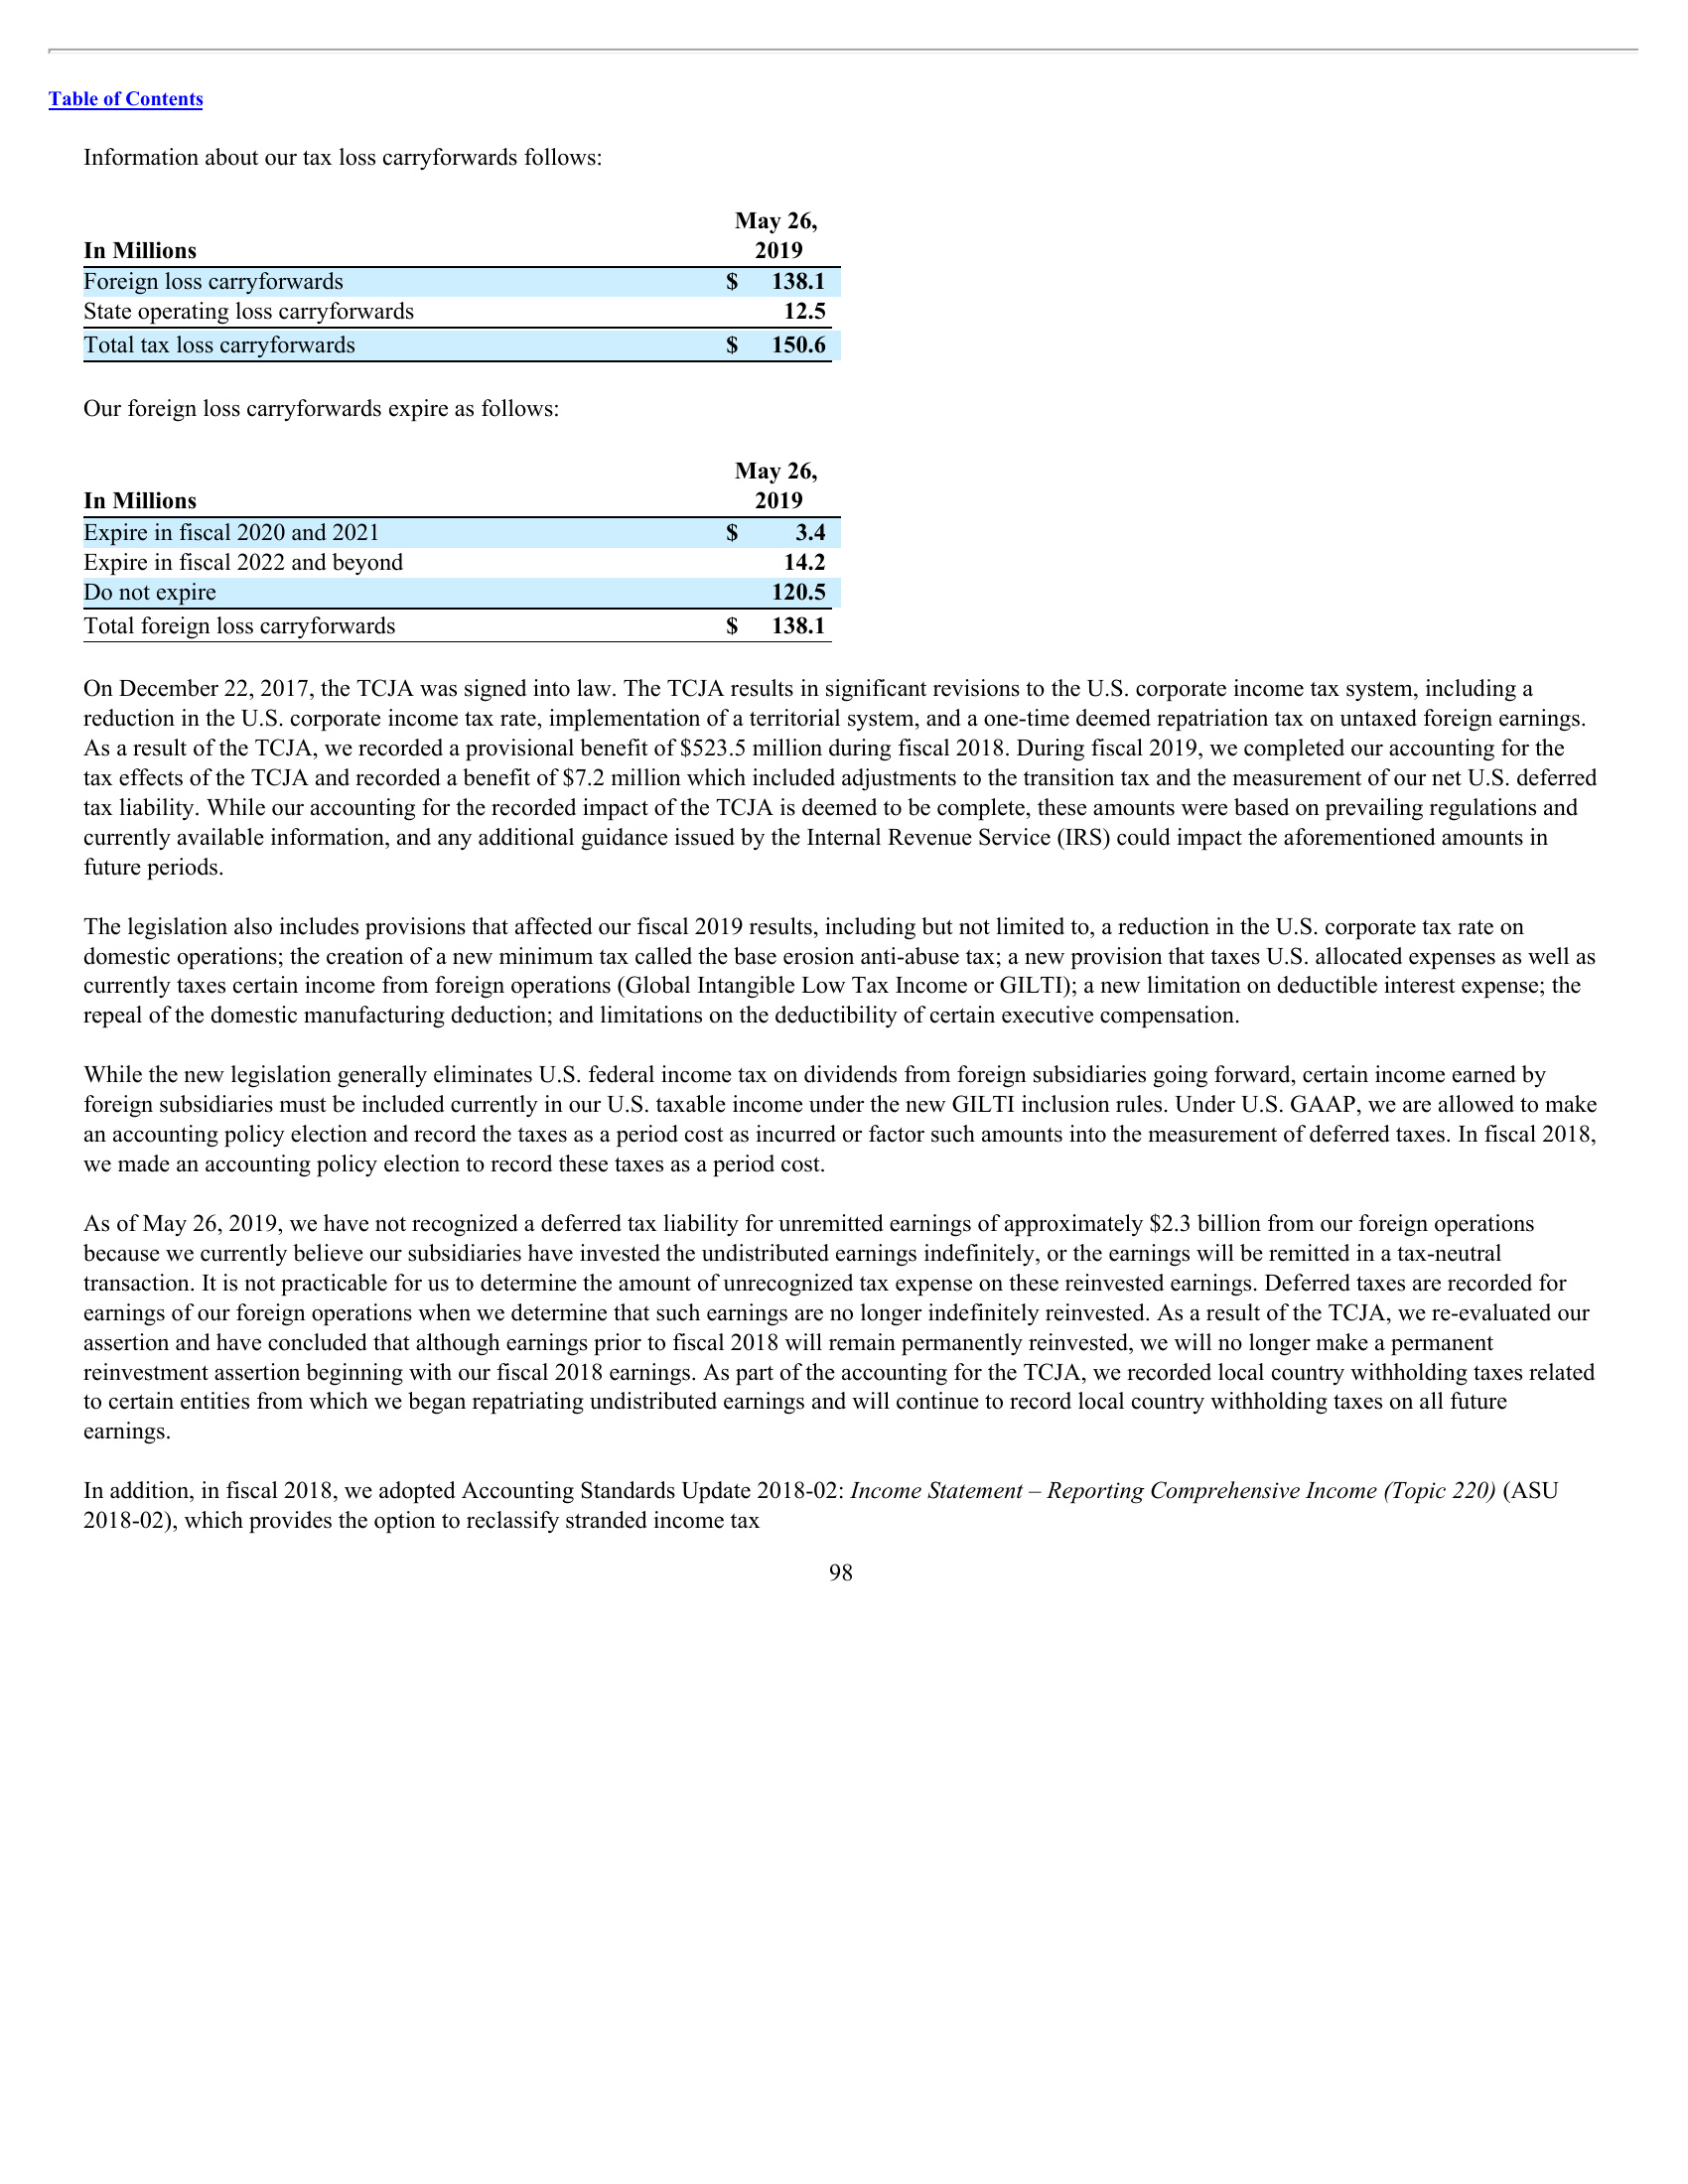 Table of Contents
Information about our tax loss carryforwards follows:
May 26,
In Millions 2019
Foreign loss carryforwards $ 138.1
State operating loss carryforwards 12.5
Total tax loss carryforwards $ 150.6
Our foreign loss carryforwards expire as follows:
May 26,
In Millions 2019
Expire in fiscal 2020 and 2021 $ 3.4
Expire in fiscal 2022 and beyond 14.2
Do not expire 120.5
Total foreign loss carryforwards $ 138.1
On December 22, 2017, the TCJA was signed into law. The TCJA results in significant revisions to the U.S. corporate income tax system, including a
reduction in the U.S. corporate income tax rate, implementation of a territorial system, and a one-time deemed repatriation tax on untaxed foreign earnings.
As a result of the TCJA, we recorded a provisional benefit of $523.5 million during fiscal 2018. During fiscal 2019, we completed our accounting for the
tax effects of the TCJA and recorded a benefit of $7.2 million which included adjustments to the transition tax and the measurement of our net U.S. deferred
tax liability. While our accounting for the recorded impact of the TCJA is deemed to be complete, these amounts were based on prevailing regulations and
currently available information, and any additional guidance issued by the Internal Revenue Service (IRS) could impact the aforementioned amounts in
future periods.
The legislation also includes provisions that affected our fiscal 2019 results, including but not limited to, a reduction in the U.S. corporate tax rate on
domestic operations; the creation of a new minimum tax called the base erosion anti-abuse tax; a new provision that taxes U.S. allocated expenses as well as
currently taxes certain income from foreign operations (Global Intangible Low Tax Income or GILTI); a new limitation on deductible interest expense; the
repeal of the domestic manufacturing deduction; and limitations on the deductibility of certain executive compensation.
While the new legislation generally eliminates U.S. federal income tax on dividends from foreign subsidiaries going forward, certain income earned by
foreign subsidiaries must be included currently in our U.S. taxable income under the new GILTI inclusion rules. Under U.S. GAAP, we are allowed to make
an accounting policy election and record the taxes as a period cost as incurred or factor such amounts into the measurement of deferred taxes. In fiscal 2018,
we made an accounting policy election to record these taxes as a period cost.
As of May 26, 2019, we have not recognized a deferred tax liability for unremitted earnings of approximately $2.3 billion from our foreign operations
because we currently believe our subsidiaries have invested the undistributed earnings indefinitely, or the earnings will be remitted in a tax-neutral
transaction. It is not practicable for us to determine the amount of unrecognized tax expense on these reinvested earnings. Deferred taxes are recorded for
earnings of our foreign operations when we determine that such earnings are no longer indefinitely reinvested. As a result of the TCJA, we re-evaluated our
assertion and have concluded that although earnings prior to fiscal 2018 will remain permanently reinvested, we will no longer make a permanent
reinvestment assertion beginning with our fiscal 2018 earnings. As part of the accounting for the TCJA, we recorded local country withholding taxes related
to certain entities from which we began repatriating undistributed earnings and will continue to record local country withholding taxes on all future
earnings.
In addition, in fiscal 2018, we adopted Accounting Standards Update 2018-02: Income Statement – Reporting Comprehensive Income (Topic 220) (ASU
2018-02), which provides the option to reclassify stranded income tax
98